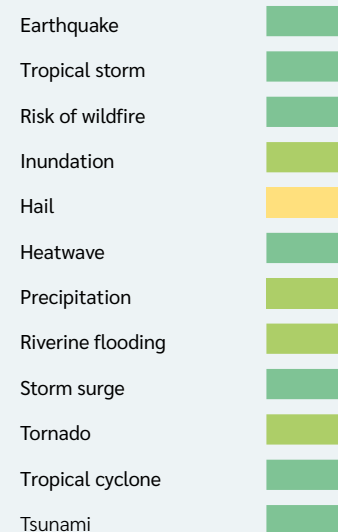 Earthquake
Tropical storm
Risk of wildfire
Inundation
Hail
Heatwave
Precipitation
Riverine flooding
Storm surge
Tornado
Tropical cyclone
Tsunami